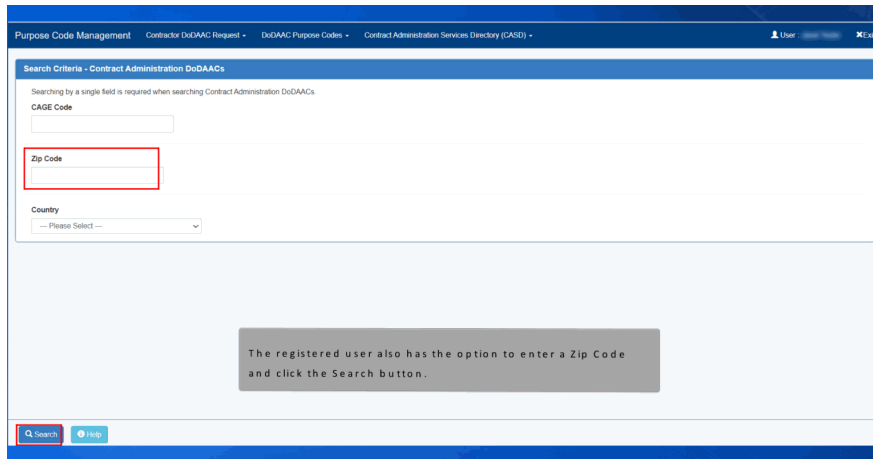 Purpose Code Management Contractor DoDAAC Request DoDAAC Purpose Codes Contract Administration Services Directory (CASD) User : Exi
Search Criteria - Contract Administration DoDAACs
Searching by a single field is required when searching Contract Administration DoDAACs.
CAGE Code
Zip Code
Country
--- Please Select ---
The registered user also has the option to enter a Zip Code
and click the Search button.
Search Help